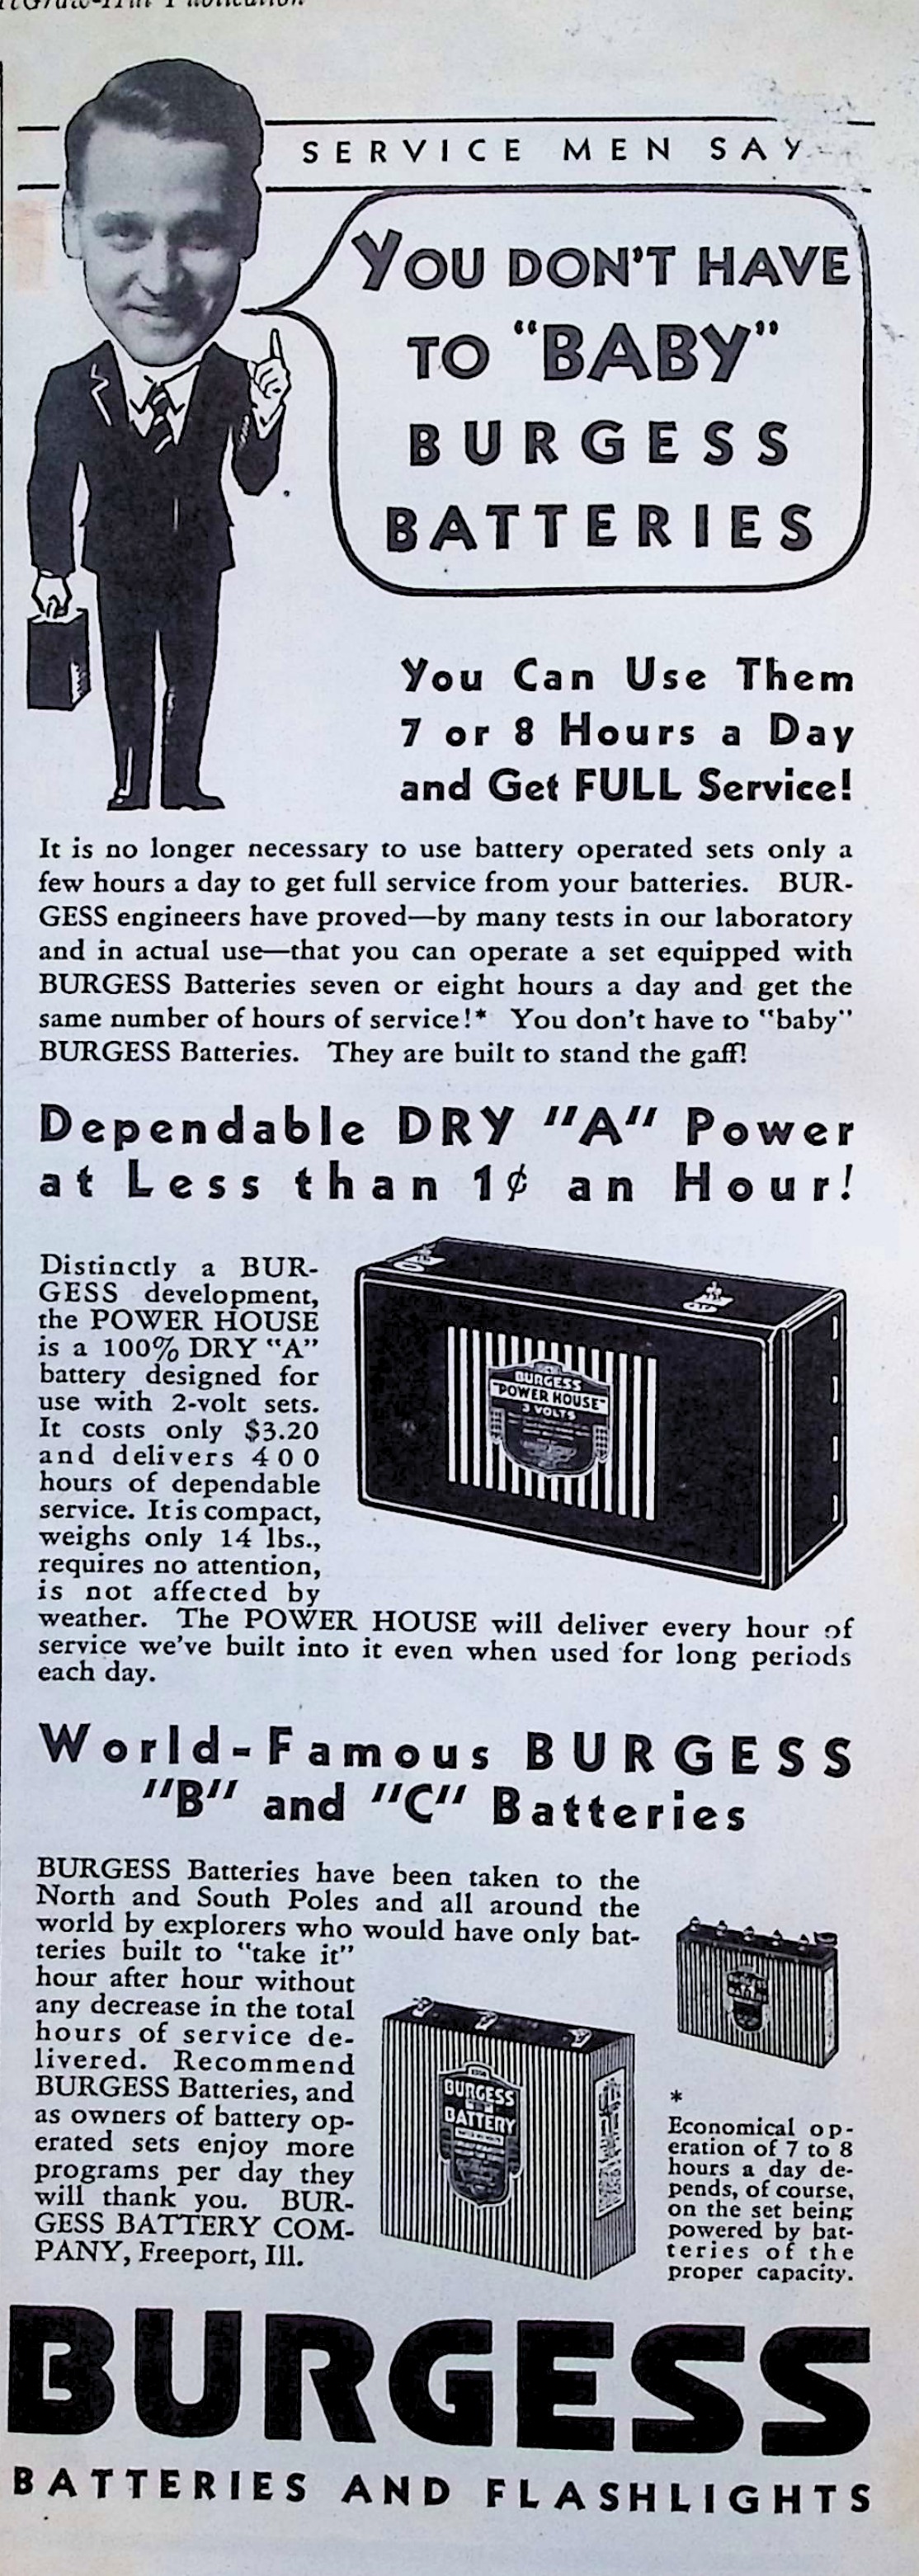 Publication
SERVICE MEN SAY
YOU DON'T HAVE
TO "BABY"
BURGESS
BATTERIES
You Can Use Them
7 or 8 Hours a Day
and Get FULL Service!
It is no longer necessary to use battery operated sets only a
few hours a day to get full service from your batteries. BUR-
GESS engineers have proved—by many tests in our laboratory
and in actual use—that you can operate a set equipped with
BURGESS Batteries seven or eight hours a day and get the
same number of hours of service!* You don't have to "baby"
BURGESS Batteries. They are built to stand the gaff!
Dependable DRY "A" Power
at Less than 1¢ an Hour!
Distinctly a BUR-
GESS development,
the POWER HOUSE
is a 100% DRY "A"
battery designed for
use with 2-volt sets.
It costs only $3.20
and delivers 400
hours of dependable
service. It is compact,
weighs only 14 lbs.,
requires no attention,
is not affected by
weather. The POWER HOUSE will deliver every hour of
service we've built into it even when used for long periods
each day.
BURGESS
"POWER HOUSE"
3 VOLTS
World-Famous BURGESS
"B" and "C" Batteries
BURGESS Batteries have been taken to the
North and South Poles and all around the
world by explorers who would have only bat-
teries built to "take it"
hour after hour without
any decrease in the total
hours of service de-
livered. Recommend
BURGESS Batteries, and
as owners of battery op-
erated sets enjoy more
programs per day they
will thank you. BUR-
GESS BATTERY COM-
PANY, Freeport, Ill.
BURGESS
BATTERY
*
Economical op-
eration of 7 to 8
hours a day de-
pends, of course,
on the set being
powered by bat-
teries of the
proper capacity.
BURGESS
BATTERIES AND FLASHLIGHTS